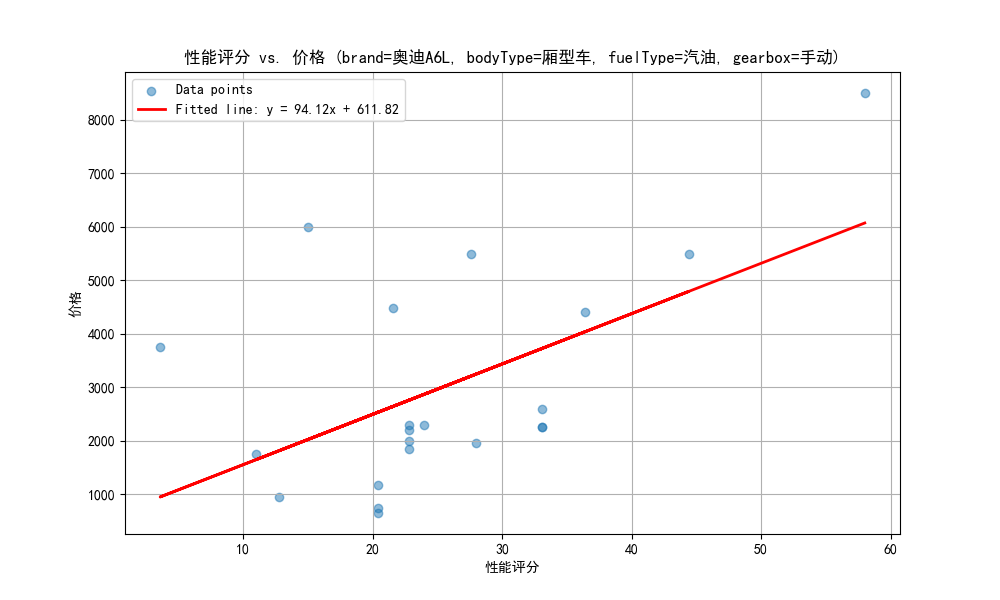 性能评分 vs. 价格 (brand=奥迪A6L, bodyType=厢型车, fuelType=汽油, gearbox=手动)
Data points
Fitted line: y = 94.12x + 611.82
8000
7000
6000
5000
4000
3000
2000
1000
价格
10 20 30 40 50 60
性能评分